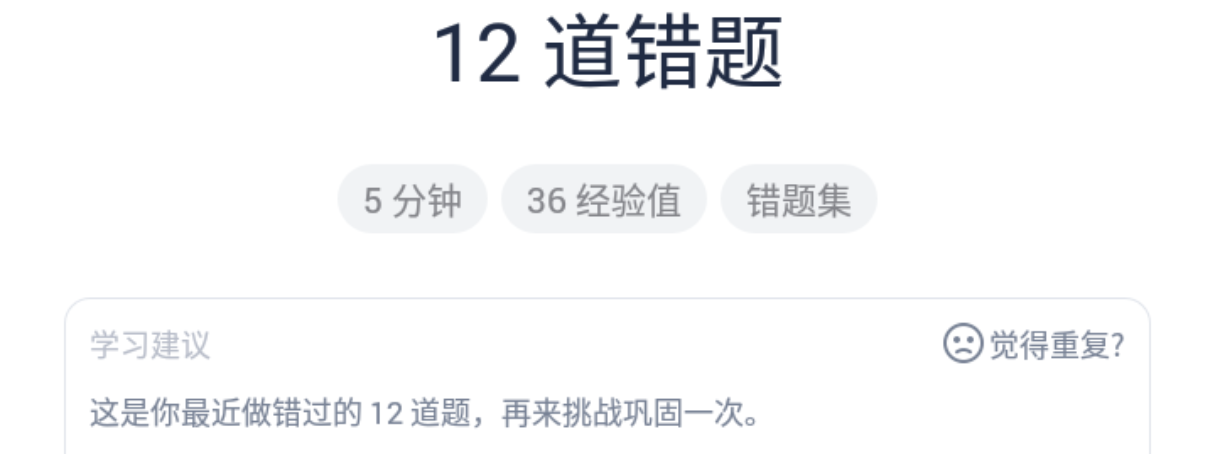 12 道错题
5 分钟 36 经验值 错题集
学习建议 觉得重复?
这是你最近做错过的 12 道题，再来挑战巩固一次。